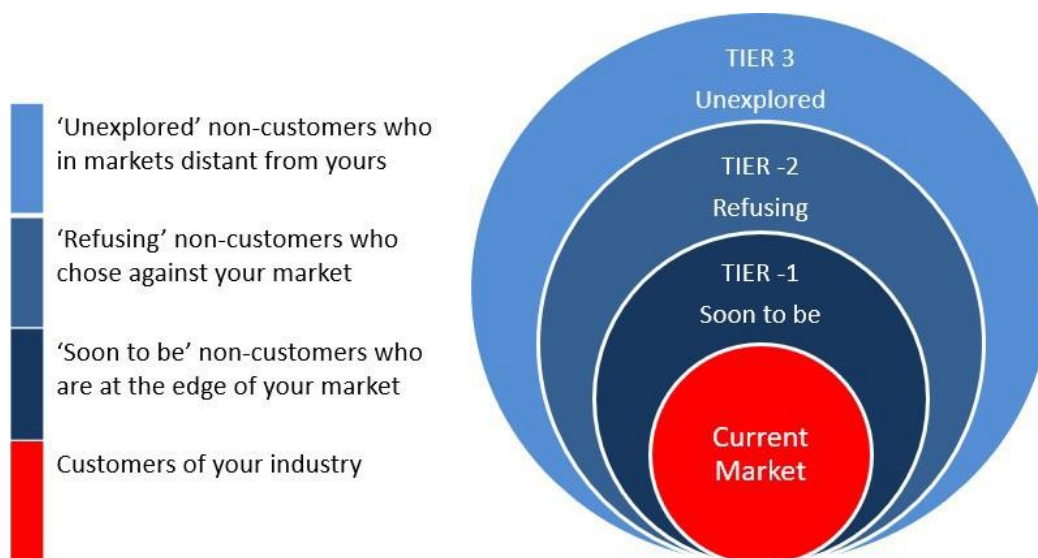 ‘Unexplored’ non-customers who
in markets distant from yours
‘Refusing’ non-customers who
chose against your market
‘Soon to be’ non-customers who
are at the edge of your market
Customers of your industry
TIER 3
Unexplored
TIER -2
Refusing
TIER -1
Soon to be
Current
Market